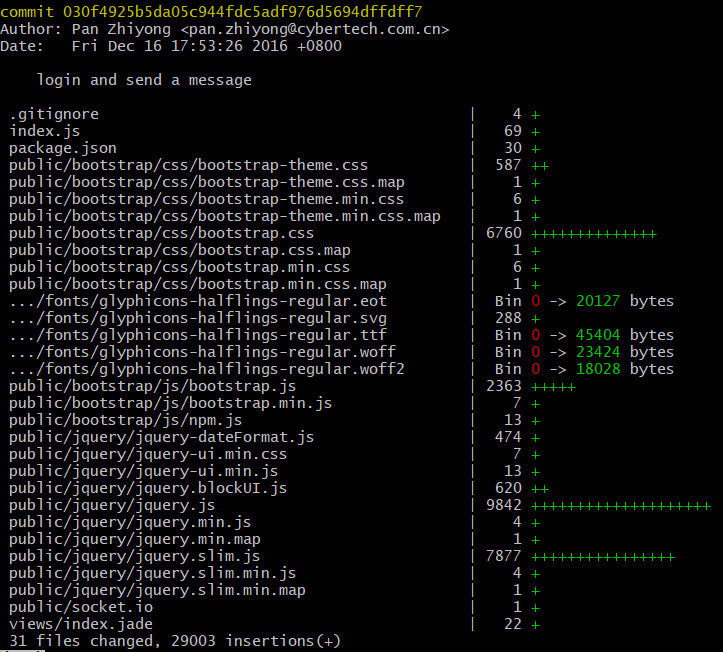 commit 030f4925b5da05c944fdc5adf976d5694dffdff7
Author: Pan Zhiyong <pan.zhiyong@cybertech.com.cn>
Date:   Fri Dec 16 17:53:26 2016 +0800
login and send a message
.gitignore | 4 +
index.js | 69 +
package.json | 30 +
public/bootstrap/css/bootstrap-theme.css | 587 ++
public/bootstrap/css/bootstrap-theme.css.map | 1 +
public/bootstrap/css/bootstrap-theme.min.css | 6 +
public/bootstrap/css/bootstrap-theme.min.css.map | 1 +
public/bootstrap/css/bootstrap.css | 6760 ++++++++++++++
public/bootstrap/css/bootstrap.css.map | 1 +
public/bootstrap/css/bootstrap.min.css | 6 +
public/bootstrap/css/bootstrap.min.css.map | 1 +
.../fonts/glyphicons-halflings-regular.eot | Bin 0 -> 20127 bytes
.../fonts/glyphicons-halflings-regular.svg | 288 +
.../fonts/glyphicons-halflings-regular.ttf | Bin 0 -> 45404 bytes
.../fonts/glyphicons-halflings-regular.woff | Bin 0 -> 23424 bytes
.../fonts/glyphicons-halflings-regular.woff2 | Bin 0 -> 18028 bytes
public/bootstrap/js/bootstrap.js | 2363 +++++
public/bootstrap/js/bootstrap.min.js | 7 +
public/bootstrap/js/npm.js | 13 +
public/jquery/jquery-dateFormat.js | 474 +
public/jquery/jquery-ui.min.css | 7 +
public/jquery/jquery-ui.min.js | 13 +
public/jquery/jquery.blockUI.js | 620 ++
public/jquery/jquery.js | 9842 ++++++++++++++++++++
public/jquery/jquery.min.js | 4 +
public/jquery/jquery.min.map | 1 +
public/jquery/jquery.slim.js | 7877 ++++++++++++++++
public/jquery/jquery.slim.min.js | 4 +
public/jquery/jquery.slim.min.map | 1 +
public/socket.io | 1 +
views/index.jade | 22 +
31 files changed, 29003 insertions(+)